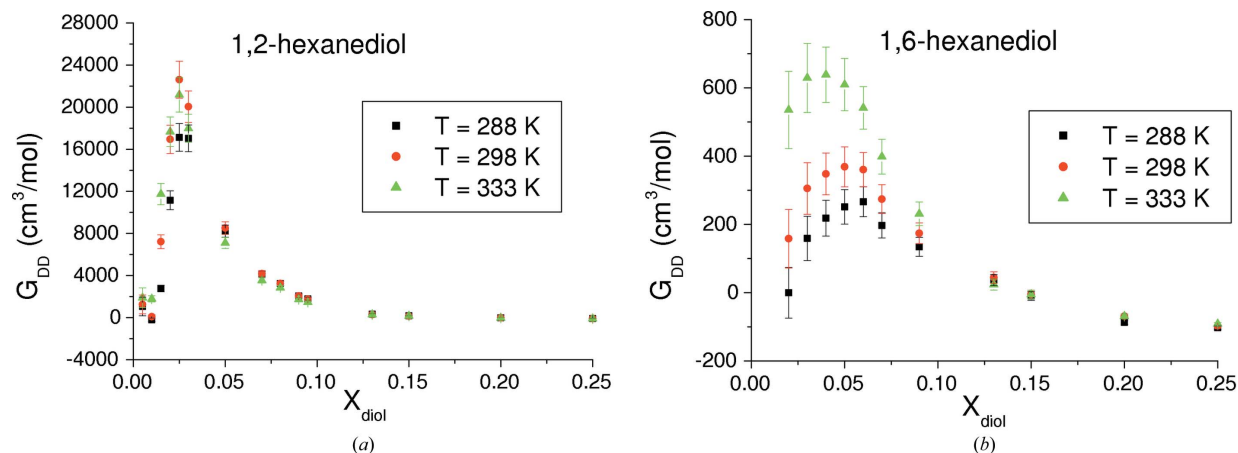 28000
24000
20000
16000
12000
8000
4000
0
-4000
G_DD (cm³/mol)
1,2-hexanediol
T = 288 K
T = 298 K
T = 333 K
0.00 0.05 0.10 0.15 0.20 0.25
X_diol
(a)
800
600
400
200
0
-200
G_DD (cm³/mol)
1,6-hexanediol
T = 288 K
T = 298 K
T = 333 K
0.00 0.05 0.10 0.15 0.20 0.25
X_diol
(b)